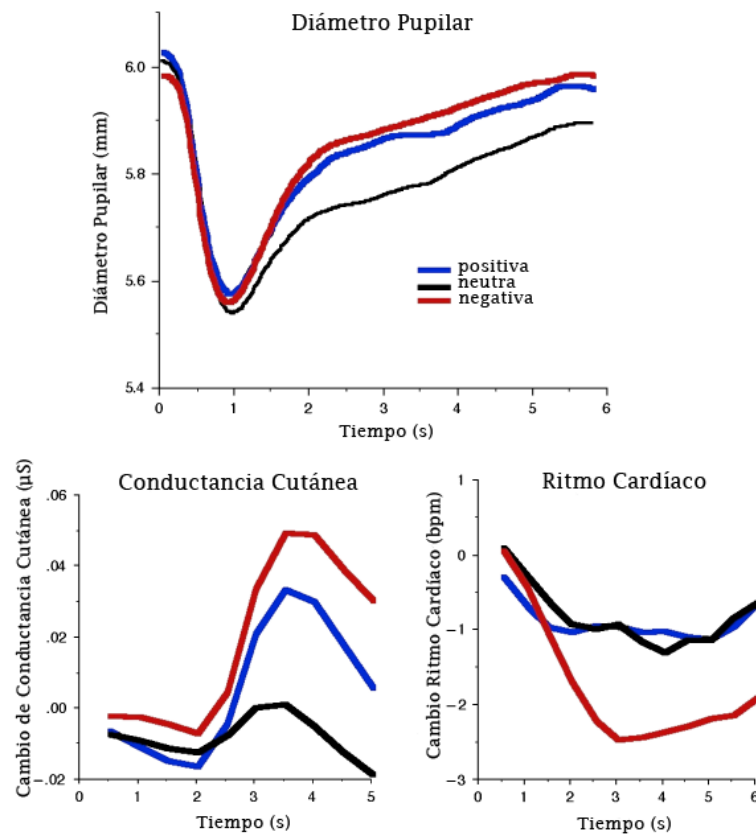 Diámetro Pupilar
Diámetro Pupilar (mm)
6.0
5.8
5.6
5.4
positiva
neutra
negativa
0 1 2 3 4 5 6
Tiempo (s)
Conductancia Cutánea
Cambio de Conductancia Cutánea (µS)
.06
.04
.02
.00
−.02
0 1 2 3 4 5
Tiempo (s)
Ritmo Cardíaco
Cambio Ritmo Cardíaco (bpm)
1
0
−1
−2
−3
0 1 2 3 4 5 6
Tiempo (s)